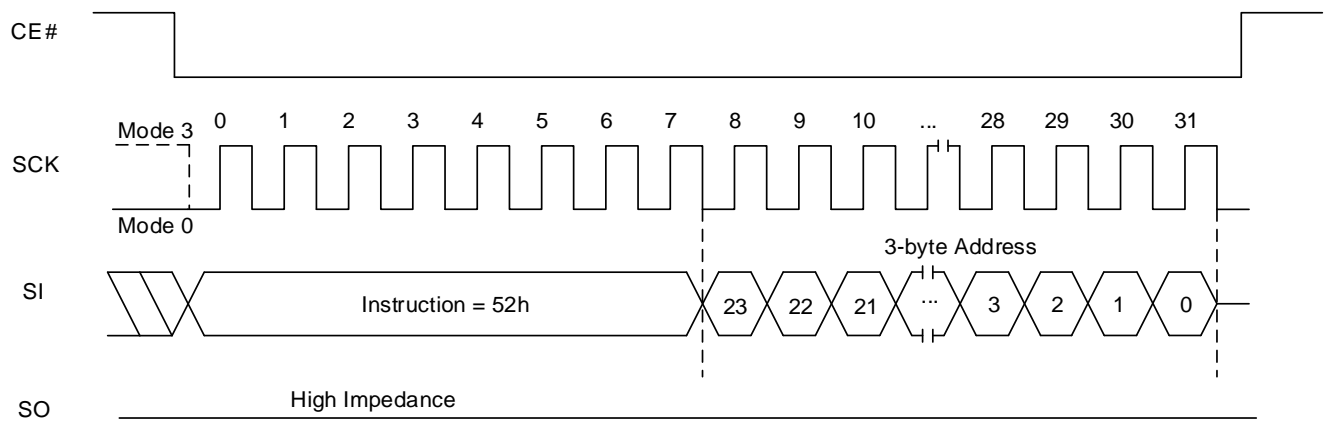 CE#
Mode 3 0 1 2 3 4 5 6 7 8 9 10 ... 28 29 30 31
SCK
Mode 0
3-byte Address
SI Instruction = 52h 23 22 21 ... 3 2 1 0
High Impedance
SO